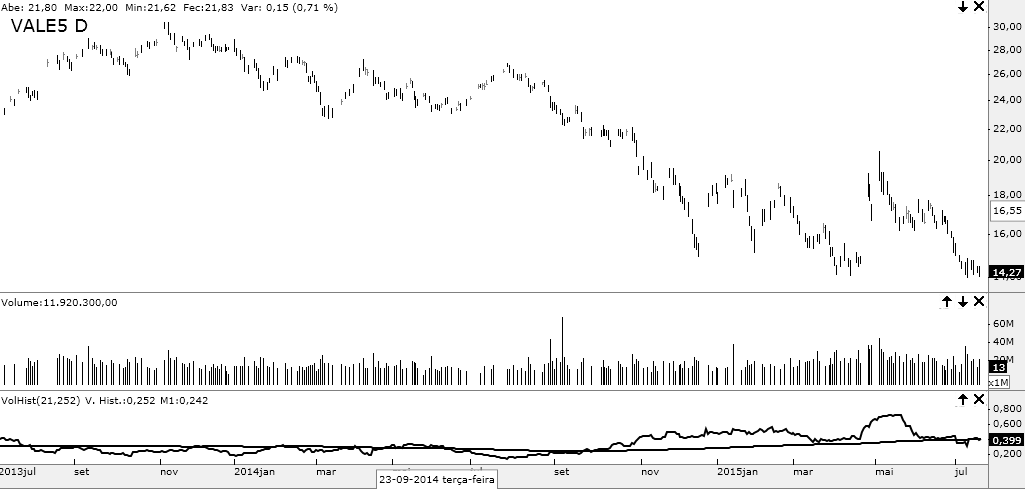 Abe: 21,80 Max:22,00 Min:21,62 Fec:21,83 Var: 0,15 (0,71 %)
VALE5 D
30,00
28,00
26,00
24,00
22,00
20,00
18,00
16,55
16,00
14,27
Volume:11.920.300,00
60M
40M
20M
13
x1M
VolHist(21,252) V. Hist.:0,252 M1:0,242
0,800
0,600
0,399
0,200
2013jul set nov 2014jan mar set nov 2015jan mar mai jul
23-09-2014 terça-feira